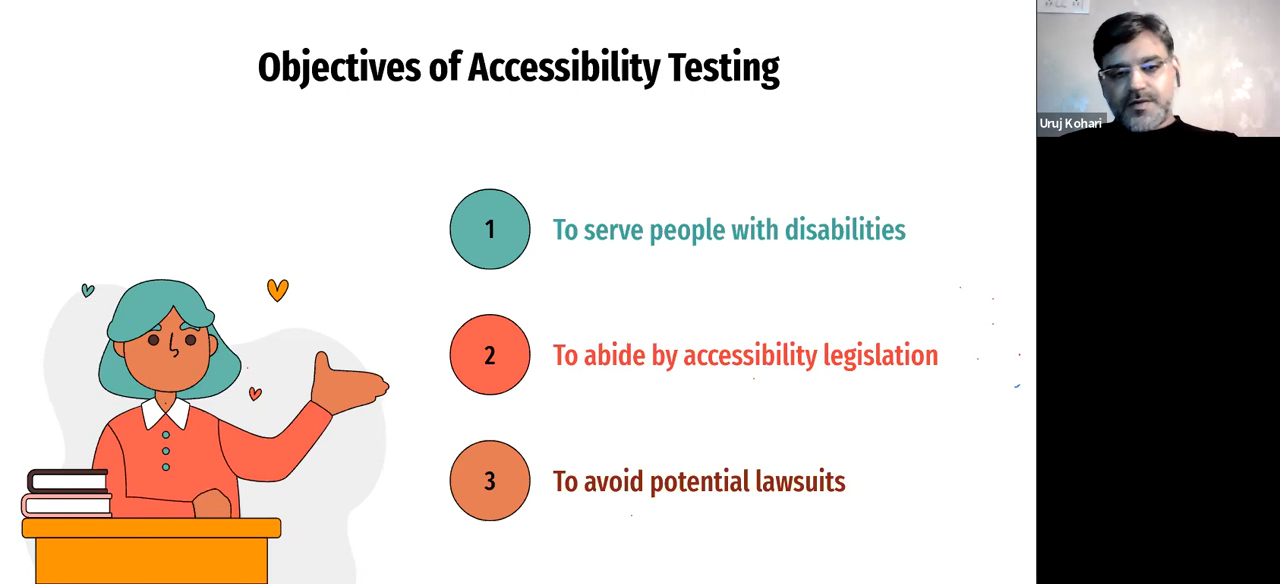 Objectives of Accessibility Testing
Uruj Kohari
1
To serve people with disabilities
2
To abide by accessibility legislation
3
To avoid potential lawsuits